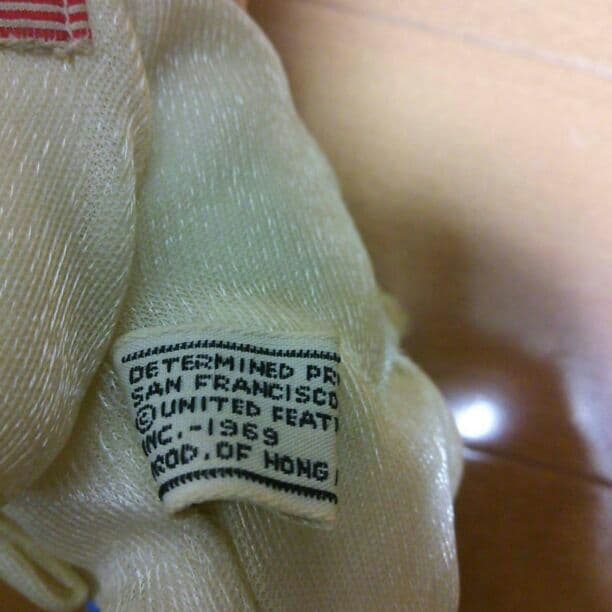 DETERMINED PR
SAN FRANCISCO
© UNITED FEAT
INC.-1969
PROD. OF HONG